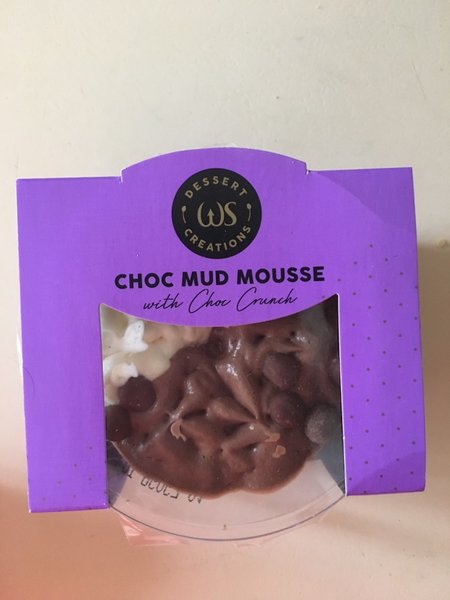 DESSERT
WS
CREATIONS
CHOC MUD MOUSSE
with Choc Crunch